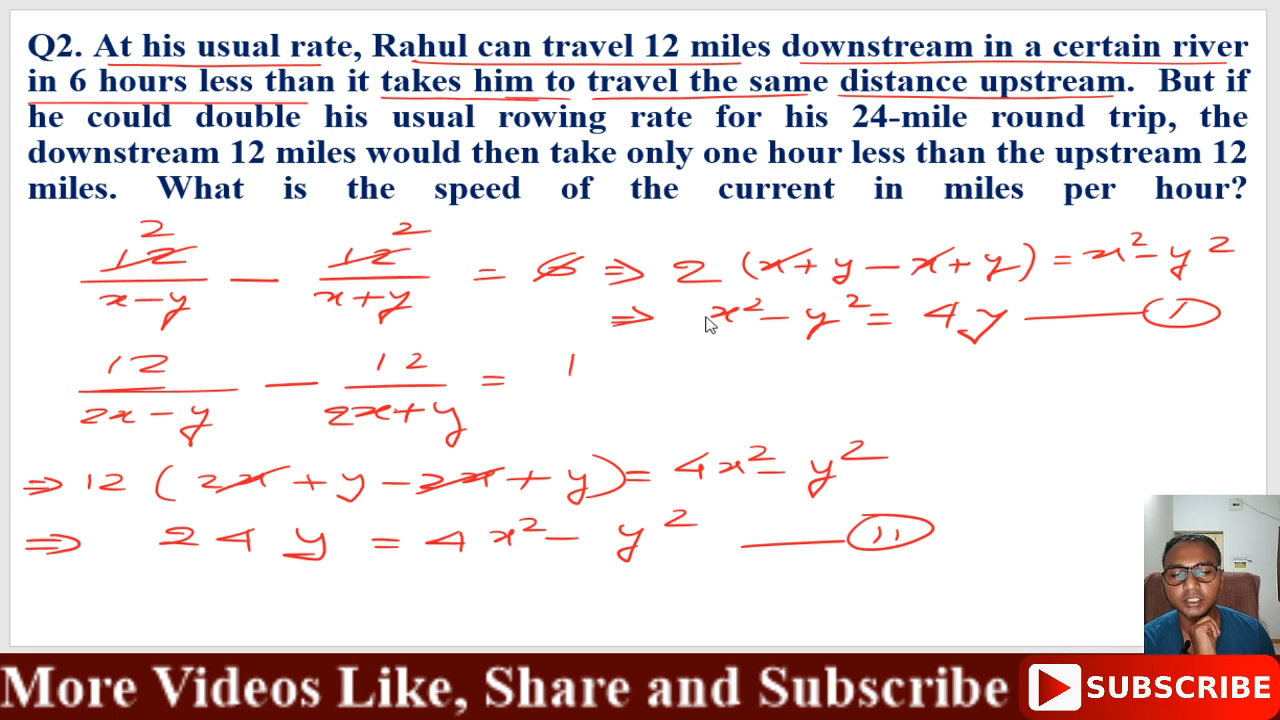 Q2. At his usual rate, Rahul can travel 12 miles downstream in a certain river
in 6 hours less than it takes him to travel the same distance upstream. But if
he could double his usual rowing rate for his 24-mile round trip, the
downstream 12 miles would then take only one hour less than the upstream 12
miles. What is the speed of the current in miles per hour?
2 2
12/(x-y) - 12/(x+y) = 6 ⇒ 2 (x+y-x+y) = x²-y²
⇒ x²-y² = 4y — I
12/(2x-y) - 12/(2x+y) = 1
⇒ 12 (2x+y-2x+y) = 4x²-y²
⇒ 24y = 4x²-y² — II
More Videos Like, Share and Subscribe SUBSCRIBE